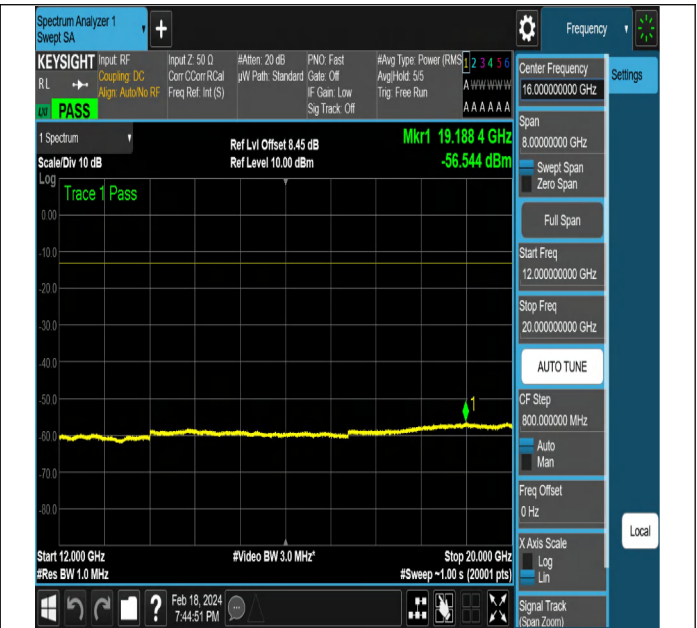 Spectrum Analyzer 1
Swept SA
+
Frequency
KEYSIGHT
Input: RF
Coupling: DC
Align: Auto/No RF
Input Z: 50 Ω
Corr CCorr RCal
Freq Ref: Int (S)
#Atten: 20 dB
µW Path: Standard
PNO: Fast
Gate: Off
IF Gain: Low
Sig Track: Off
#Avg Type: Power (RMS
Avg|Hold: 5/5
Trig: Free Run
1 2 3 4 5 6
A W W W W W
A A A A A A
R L
LXI
PASS
1 Spectrum
Scale/Div 10 dB
Ref Lvl Offset 8.45 dB
Ref Level 10.00 dBm
Mkr1 19.188 4 GHz
-56.544 dBm
Log
Trace 1 Pass
0.00
-10.0
-20.0
-30.0
-40.0
-50.0
-60.0
-70.0
-80.0
1
Start 12.000 GHz
#Res BW 1.0 MHz
#Video BW 3.0 MHz*
Stop 20.000 GHz
#Sweep ~1.00 s (20001 pts)
Center Frequency
16.000000000 GHz
Settings
Span
8.00000000 GHz
Swept Span
Zero Span
Full Span
Start Freq
12.000000000 GHz
Stop Freq
20.000000000 GHz
AUTO TUNE
CF Step
800.000000 MHz
Auto
Man
Freq Offset
0 Hz
X Axis Scale
Log
Lin
Local
Signal Track
(Span Zoom)
?
Feb 18, 2024
7:44:51 PM